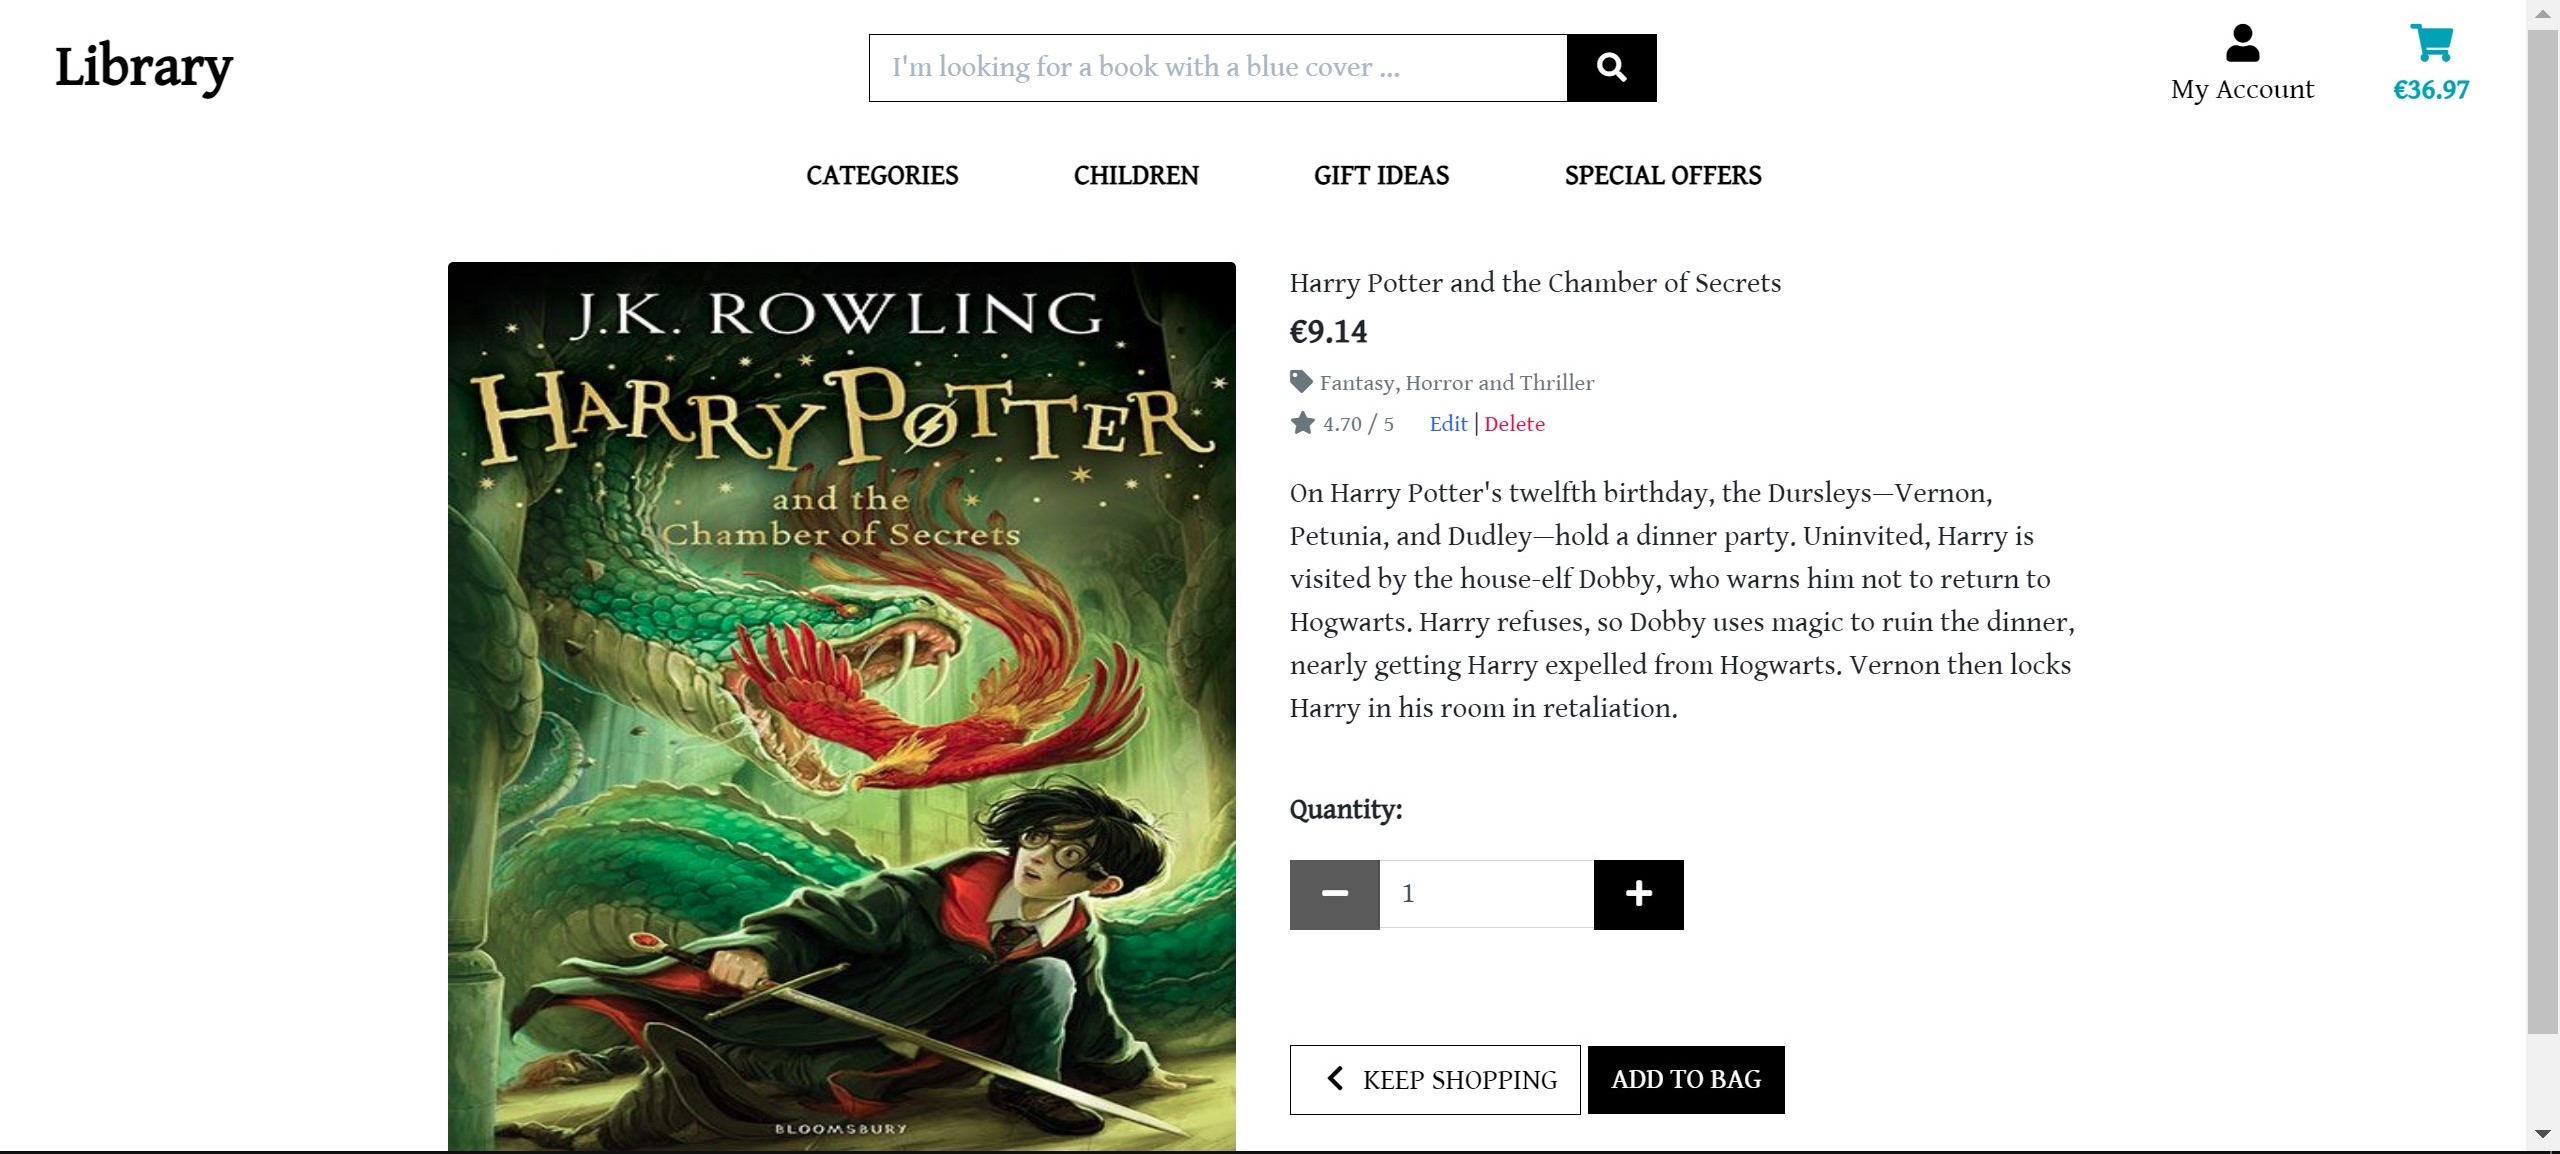 Library
I'm looking for a book with a blue cover ...
My Account
€36.97
CATEGORIES
CHILDREN
GIFT IDEAS
SPECIAL OFFERS
J.K. ROWLING
HARRY POTTER
and the
Chamber of Secrets
BLOOMSBURY
Harry Potter and the Chamber of Secrets
€9.14
Fantasy, Horror and Thriller
4.70 / 5 Edit | Delete
On Harry Potter's twelfth birthday, the Dursleys—Vernon,
Petunia, and Dudley—hold a dinner party. Uninvited, Harry is
visited by the house-elf Dobby, who warns him not to return to
Hogwarts. Harry refuses, so Dobby uses magic to ruin the dinner,
nearly getting Harry expelled from Hogwarts. Vernon then locks
Harry in his room in retaliation.
Quantity:
1
KEEP SHOPPING
ADD TO BAG